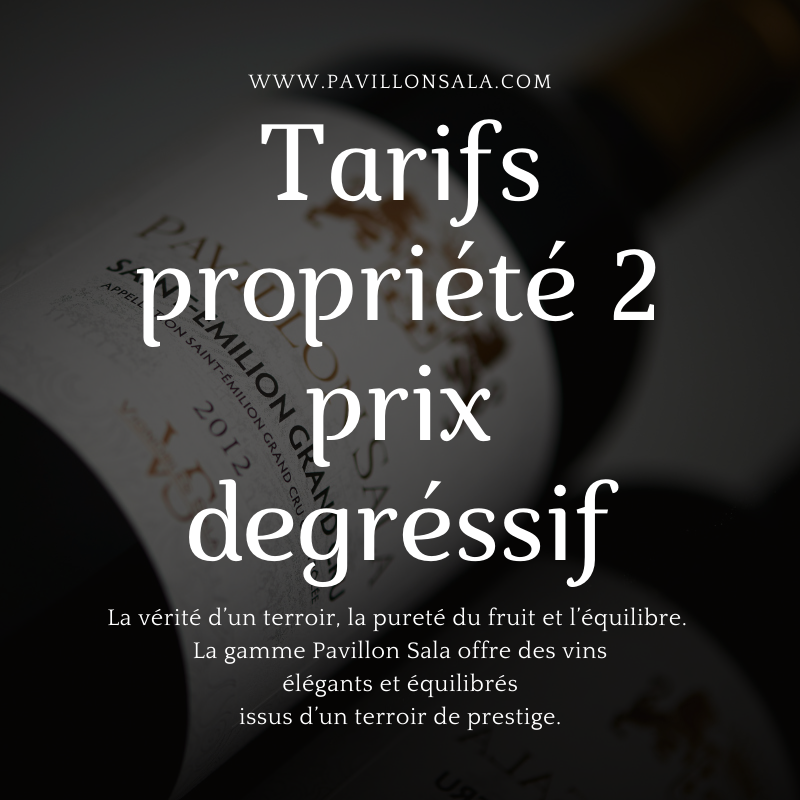 WWW.PAVILLONSALA.COM
Tarifs
propriété 2
prix
degréssif
La vérité d'un terroir, la pureté du fruit et l'équilibre.
La gamme Pavillon Sala offre des vins
élégants et équilibrés
issus d'un terroir de prestige.
PAVILLON SALA
SAINT-EMILION GRAND CRU
APPELLATION SAINT-ÉMILION GRAND CRU
2012
VS